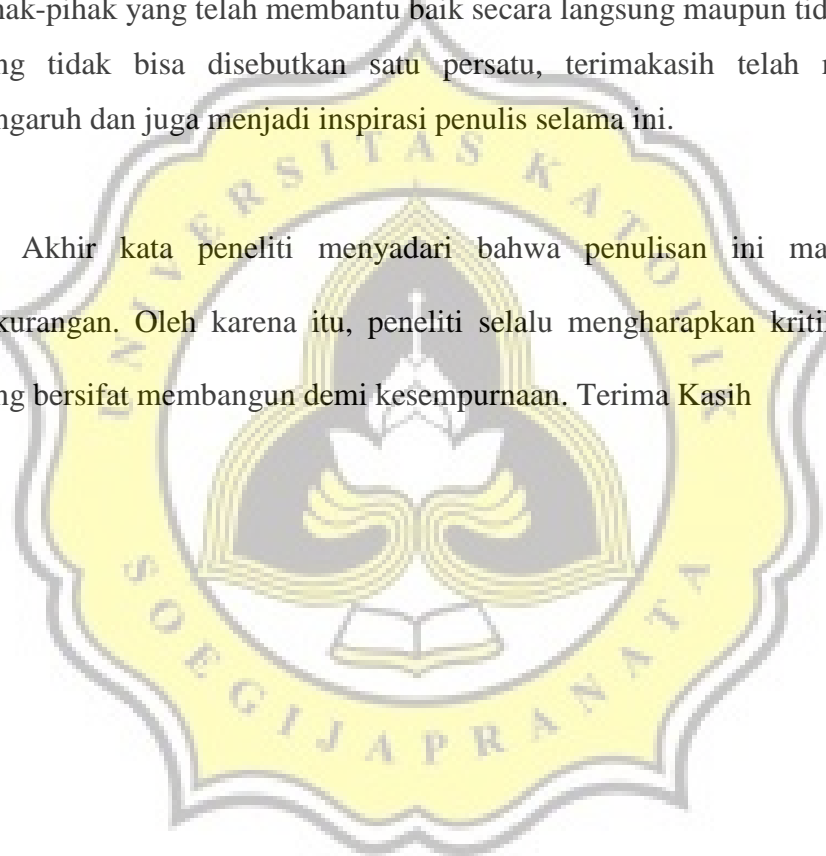 hak-pihak yang telah membantu baik secara langsung maupun tid
ng tidak bisa disebutkan satu persatu, terimakasih telah
ngaruh dan juga menjadi inspirasi penulis selama ini.
Akhir kata peneliti menyadari bahwa penulisan ini ma
kurangan. Oleh karena itu, peneliti selalu mengharapkan kriti
ng bersifat membangun demi kesempurnaan. Terima Kasih
UNIVERSITAS KATOLIK
SOEGIJAPRANATA